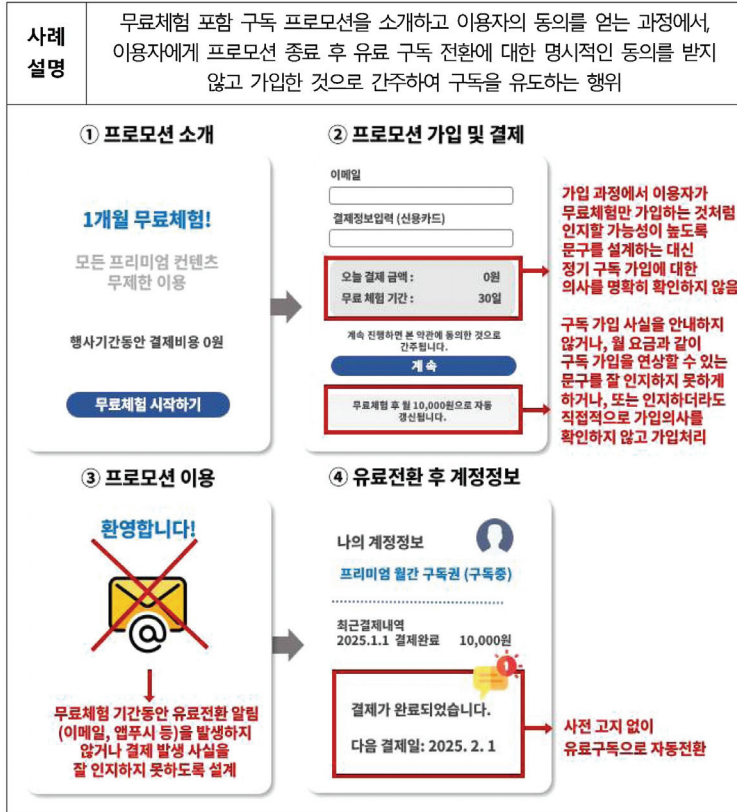 사례
설명
무료체험 포함 구독 프로모션을 소개하고 이용자의 동의를 얻는 과정에서,
이용자에게 프로모션 종료 후 유료 구독 전환에 대한 명시적인 동의를 받지
않고 가입한 것으로 간주하여 구독을 유도하는 행위
① 프로모션 소개
1개월 무료체험!
모든 프리미엄 컨텐츠
무제한 이용
행사기간동안 결제비용 0원
무료체험 시작하기
② 프로모션 가입 및 결제
이메일
결제정보입력 (신용카드)
오늘 결제 금액 : 0원
무료 체험 기간 : 30일
계속 진행하면 본 약관에 동의한 것으로
간주됩니다.
계 속
무료체험 후 월 10,000원으로 자동
갱신됩니다.
가입 과정에서 이용자가
무료체험만 가입하는 것처럼
인지할 가능성이 높도록
문구를 설계하는 대신
정기 구독 가입에 대한
의사를 명확히 확인하지 않음
구독 가입 사실을 안내하지
않거나, 월 요금과 같이
구독 가입을 연상할 수 있는
문구를 잘 인지하지 못하게
하거나, 또는 인지하더라도
직접적으로 가입의사를
확인하지 않고 가입처리
③ 프로모션 이용
환영합니다!
@
무료체험 기간동안 유료전환 알림
(이메일, 앱푸시 등)을 발생하지
않거나 결제 발생 사실을
잘 인지하지 못하도록 설계
④ 유료전환 후 계정정보
나의 계정정보
프리미엄 월간 구독권 (구독중)
최근결제내역
2025.1.1 결제완료 10,000원
1
결제가 완료되었습니다.
다음 결제일: 2025. 2. 1
사전 고지 없이
유료구독으로 자동전환